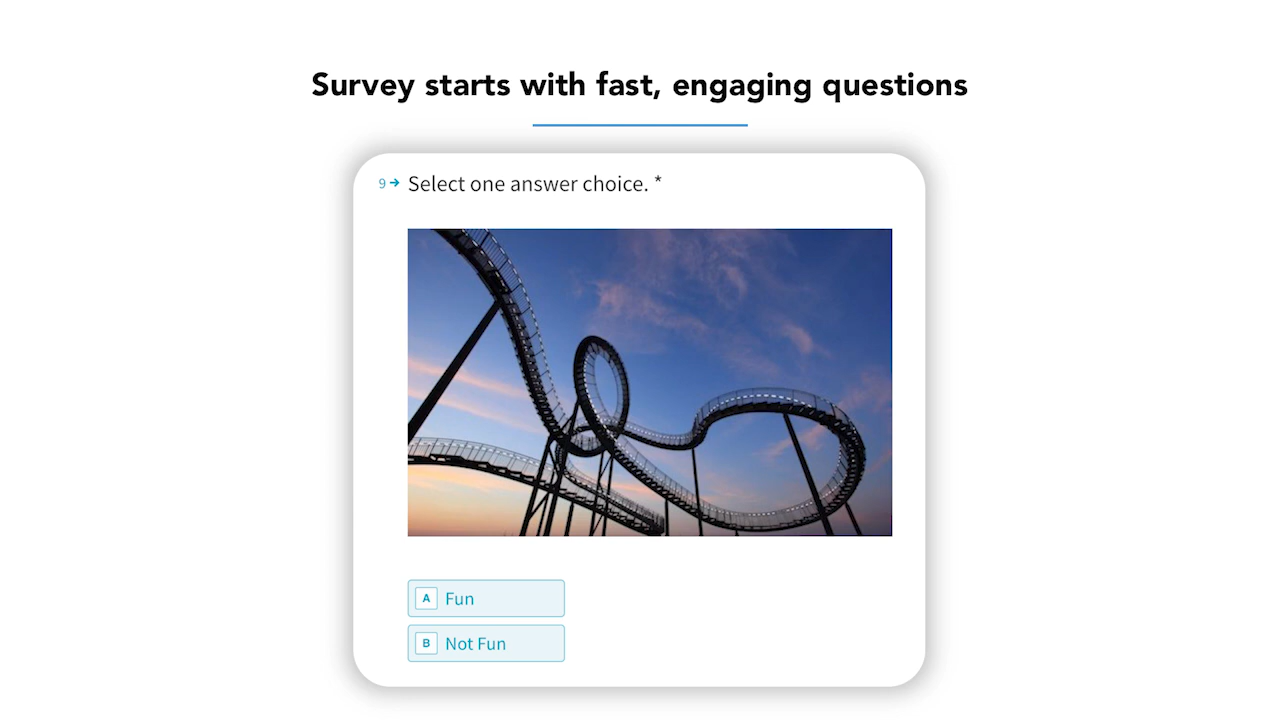 Survey starts with fast, engaging questions
9→ Select one answer choice. *
A Fun
B Not Fun